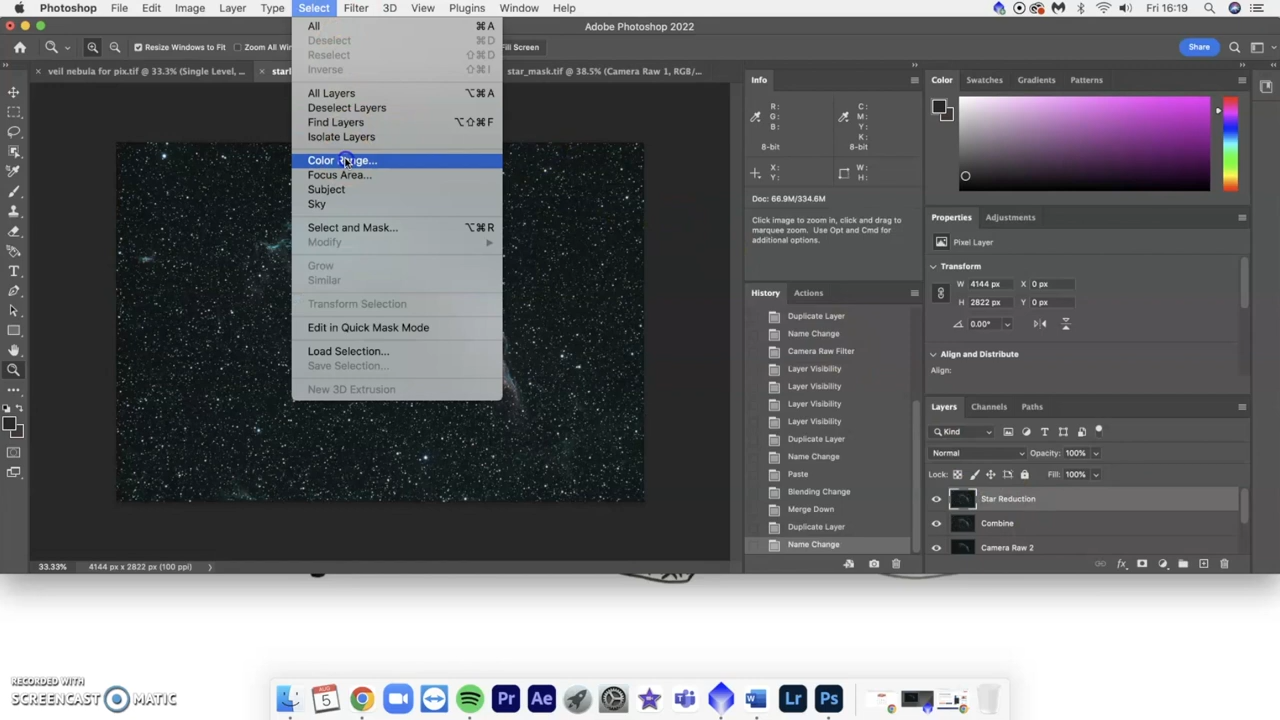 Photoshop File Edit Image Layer Type Select Filter 3D View Plugins Window Help Fri 16:19
Adobe Photoshop 2022
Resize Windows to Fit Zoom All Win Fill Screen Share
veil nebula for pix.tif @ 33.3% (Single Level, ... × starl star_mask.tif @ 38.5% (Camera Raw 1, RGB/...
All ⌘A
Deselect ⌘D
Reselect ⇧⌘D
Inverse ⇧⌘I
All Layers ⌥⌘A
Deselect Layers
Find Layers ⌥⇧⌘F
Isolate Layers
Color Range...
Focus Area...
Subject
Sky
Select and Mask... ⌥⌘R
Modify
Grow
Similar
Transform Selection
Edit in Quick Mask Mode
Load Selection...
Save Selection...
New 3D Extrusion
33.33% 4144 px x 2822 px (100 ppi)
Info
R: C:
G: M:
B: Y:
K:
8-bit 8-bit
X: W:
Y: H:
Doc: 66.9M/334.6M
Click image to zoom in, click and drag to
marquee zoom. Use Opt and Cmd for
additional options.
History Actions
Duplicate Layer
Name Change
Camera Raw Filter
Layer Visibility
Layer Visibility
Layer Visibility
Layer Visibility
Duplicate Layer
Name Change
Paste
Blending Change
Merge Down
Duplicate Layer
Name Change
Color Swatches Gradients Patterns
Properties Adjustments
Pixel Layer
Transform
W 4144 px X 0 px
H 2822 px Y 0 px
0.00°
Align and Distribute
Align:
Layers Channels Paths
Kind
Normal Opacity: 100%
Lock: Fill: 100%
Star Reduction
Combine
Camera Raw 2
RECORDED WITH
SCREENCAST MATIC
AUG
5
Pr Ae Lr Ps